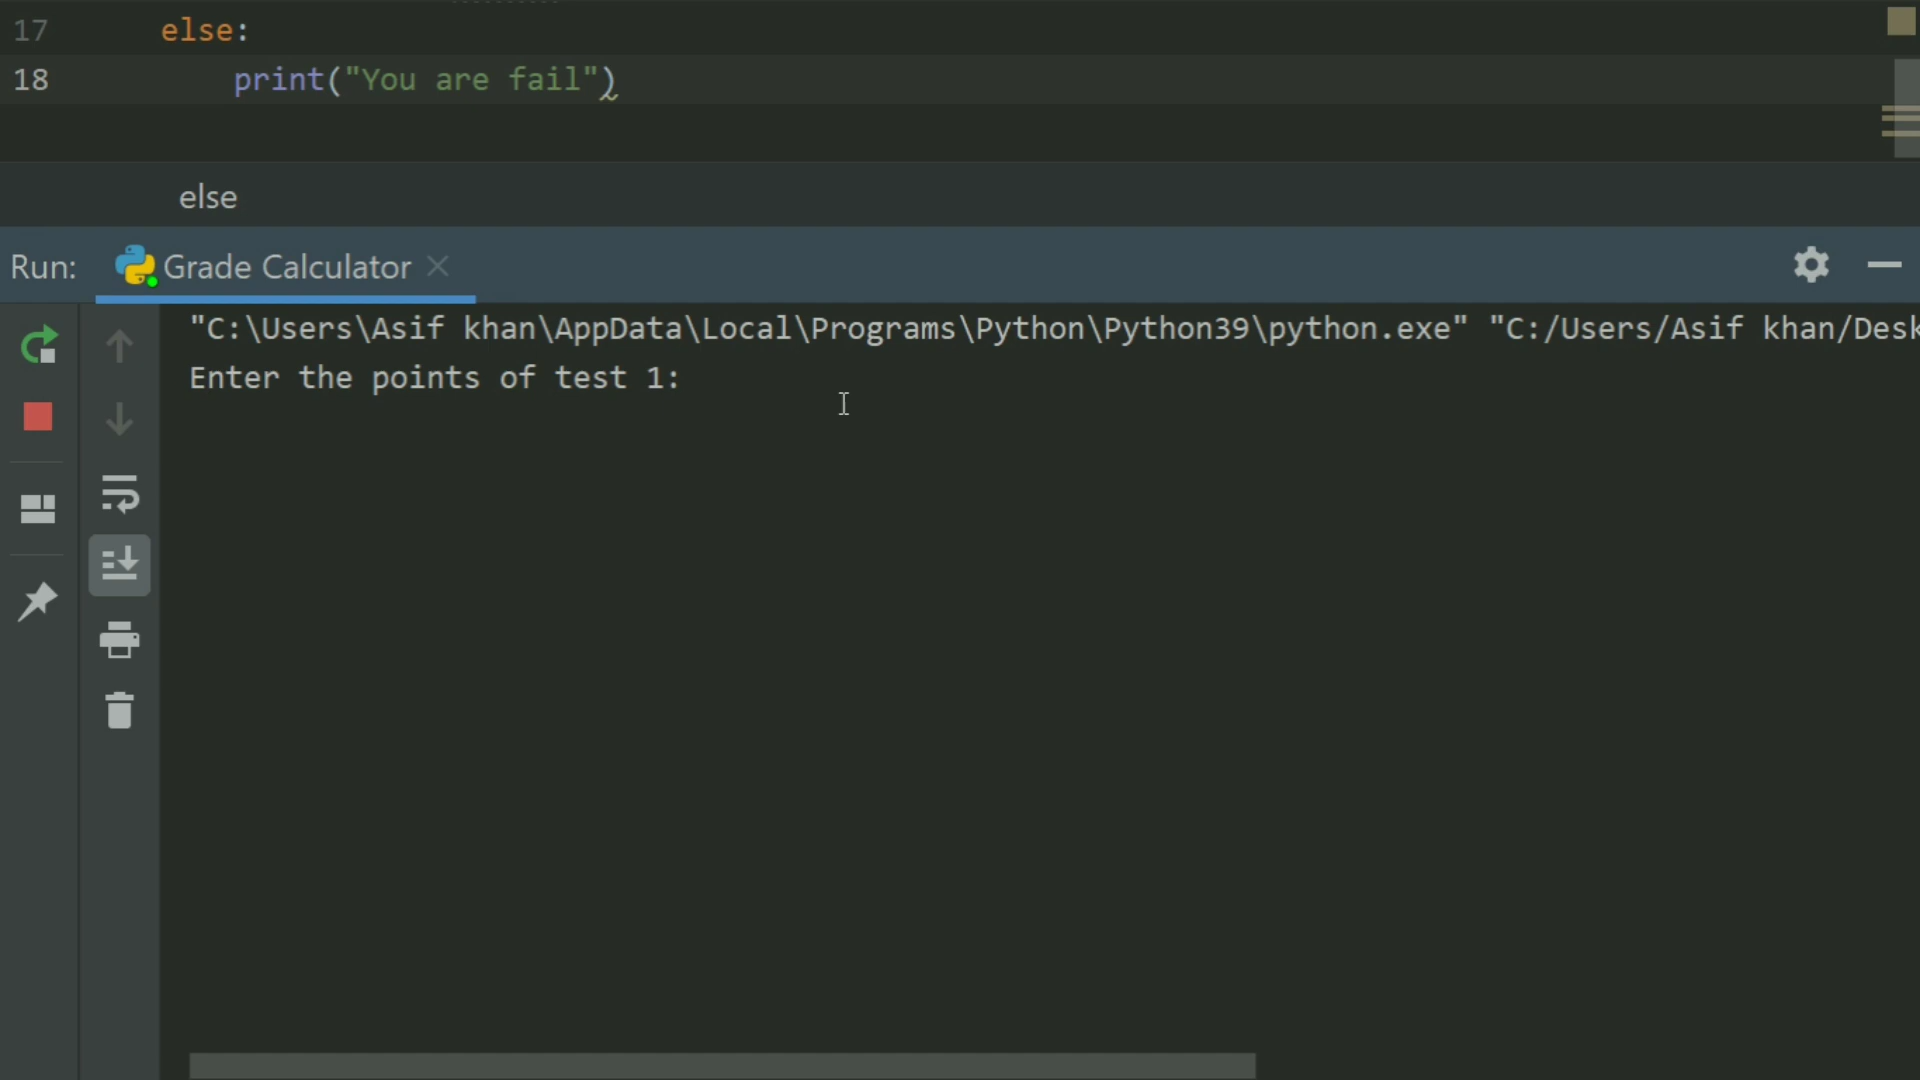 17 else:
18 print("You are fail")
else
Run: Grade Calculator
"C:\Users\Asif khan\AppData\Local\Programs\Python\Python39\python.exe" "C:/Users/Asif khan/Desk
Enter the points of test 1: